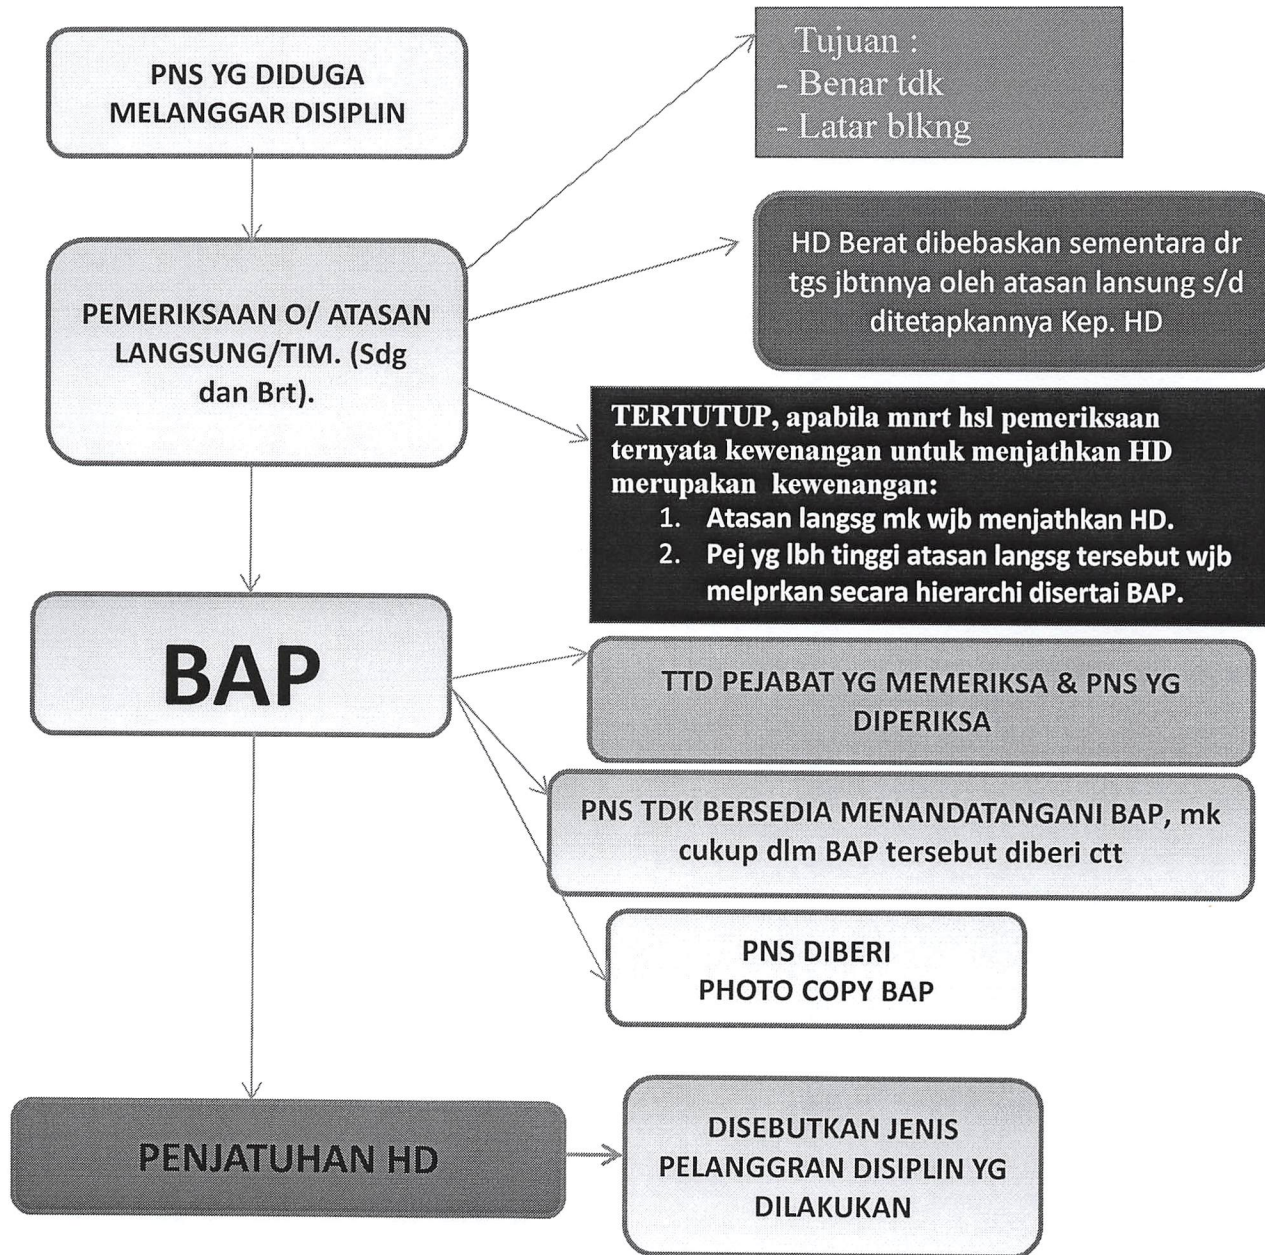 PNS YG DIDUGA
MELANGGAR DISIPLIN
Tujuan :
- Benar tdk
- Latar blkng
PEMERIKSAAN O/ ATASAN
LANGSUNG/TIM. (Sdg
dan Brt).
HD Berat dibebaskan sementara dr
tgs jbtnnya oleh atasan lansung s/d
ditetapkannya Kep. HD
TERTUTUP, apabila mnrt hsl pemeriksaan
ternyata kewenangan untuk menjathkan HD
merupakan kewenangan:
1. Atasan langsg mk wjb menjathkan HD.
2. Pej yg lbh tinggi atasan langsg tersebut wjb
melprkan secara hierarchi disertai BAP.
BAP
TTD PEJABAT YG MEMERIKSA & PNS YG
DIPERIKSA
PNS TDK BERSEDIA MENANDATANGANI BAP, mk
cukup dlm BAP tersebut diberi ctt
PNS DIBERI
PHOTO COPY BAP
PENJATUHAN HD
DISEBUTKAN JENIS
PELANGGRAN DISIPLIN YG
DILAKUKAN